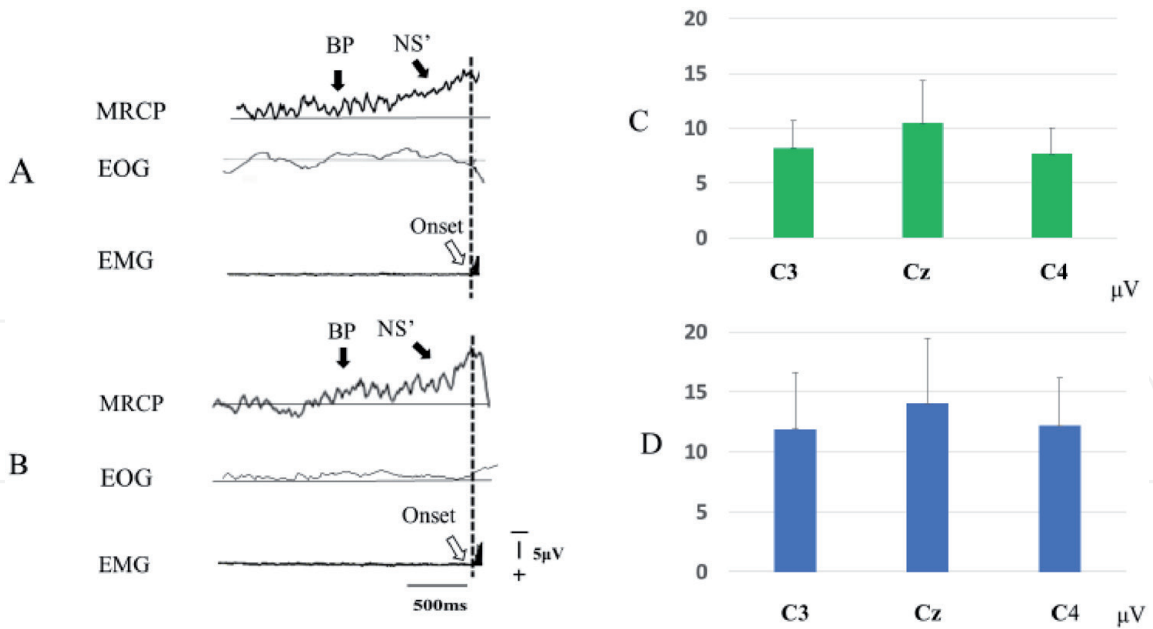 A
BP
NS’
MRCP
EOG
Onset
EMG
B
BP
NS’
MRCP
EOG
Onset
EMG
–
+
5µV
500ms
C
20
15
10
5
0
C3 Cz C4
µV
D
20
15
10
5
0
C3 Cz C4
µV